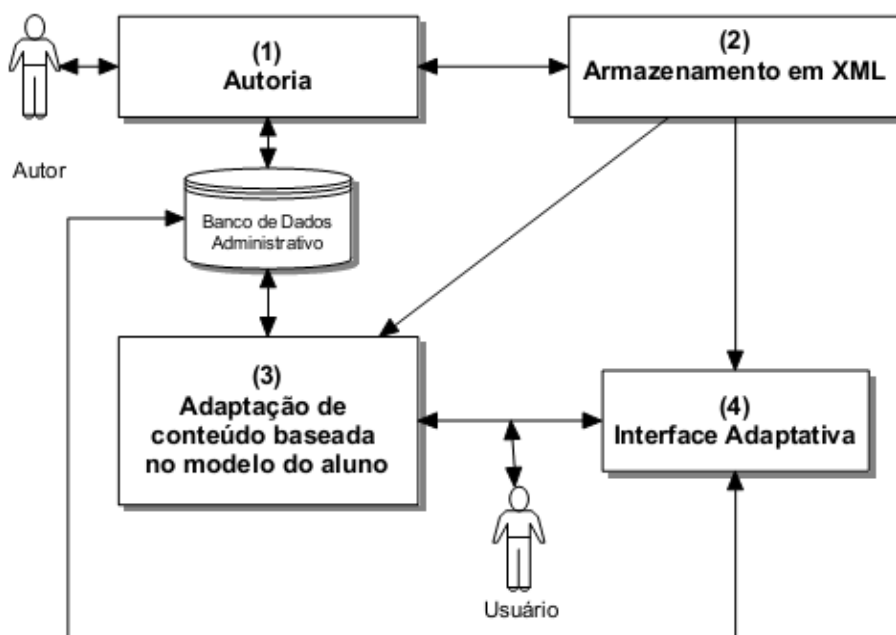 (1)
Autoria
(2)
Armazenamento em XML
Autor
Banco de Dados
Administrativo
(3)
Adaptação de
conteúdo baseada
no modelo do aluno
(4)
Interface Adaptativa
Usuário